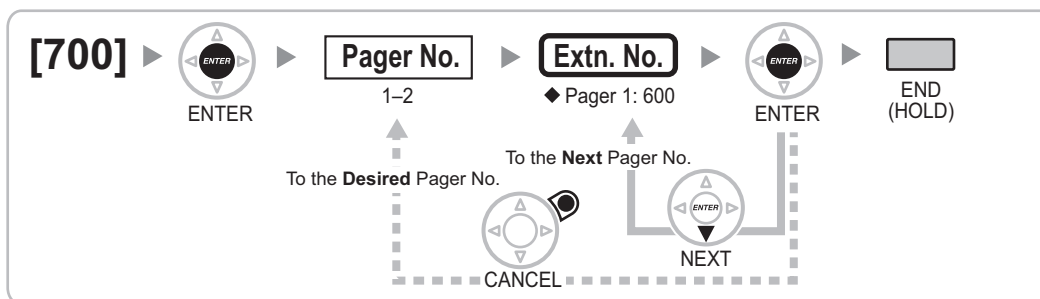 [700]
ENTER
ENTER
Pager No.
1–2
Extn. No.
◆ Pager 1: 600
ENTER
ENTER
END
(HOLD)
To the Desired Pager No.
CANCEL
To the Next Pager No.
ENTER
NEXT